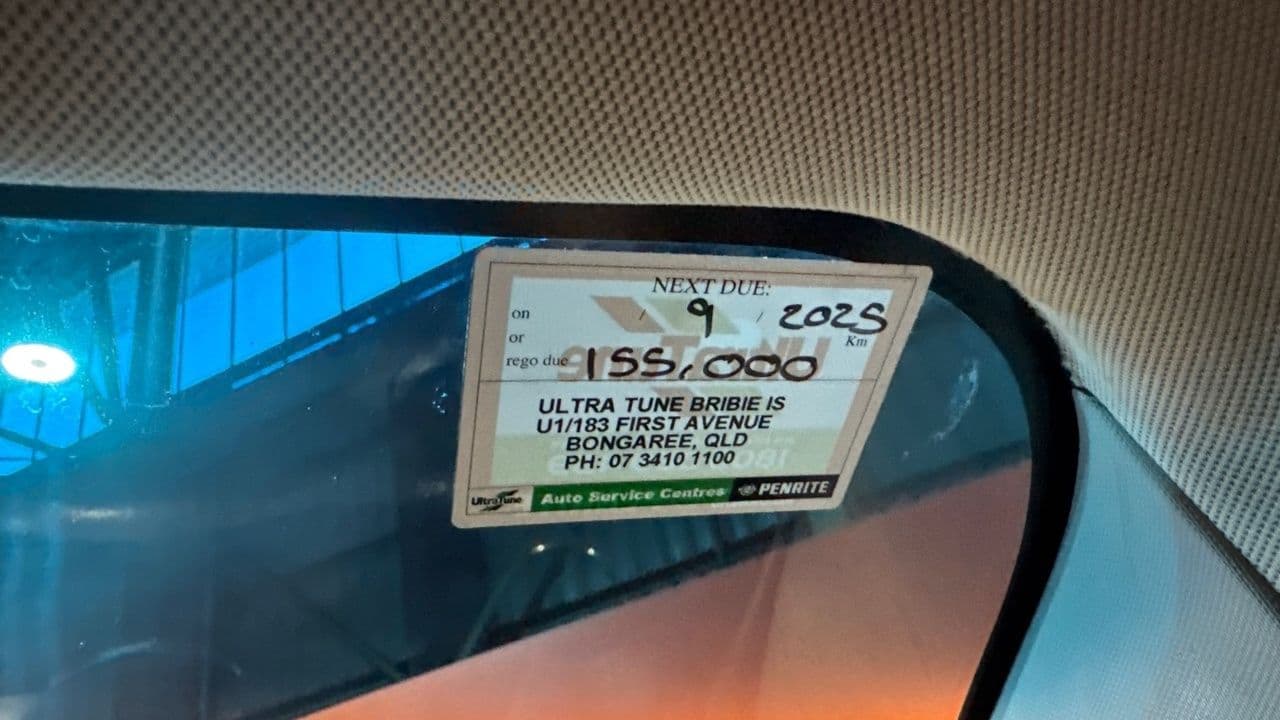 NEXT DUE:
on / 9 / 2025
or Km
rego due 155,000
ULTRA TUNE BRIBIE IS
U1/183 FIRST AVENUE
BONGAREE, QLD
PH: 07 3410 1100
UltraTune Auto Service Centres PENRITE